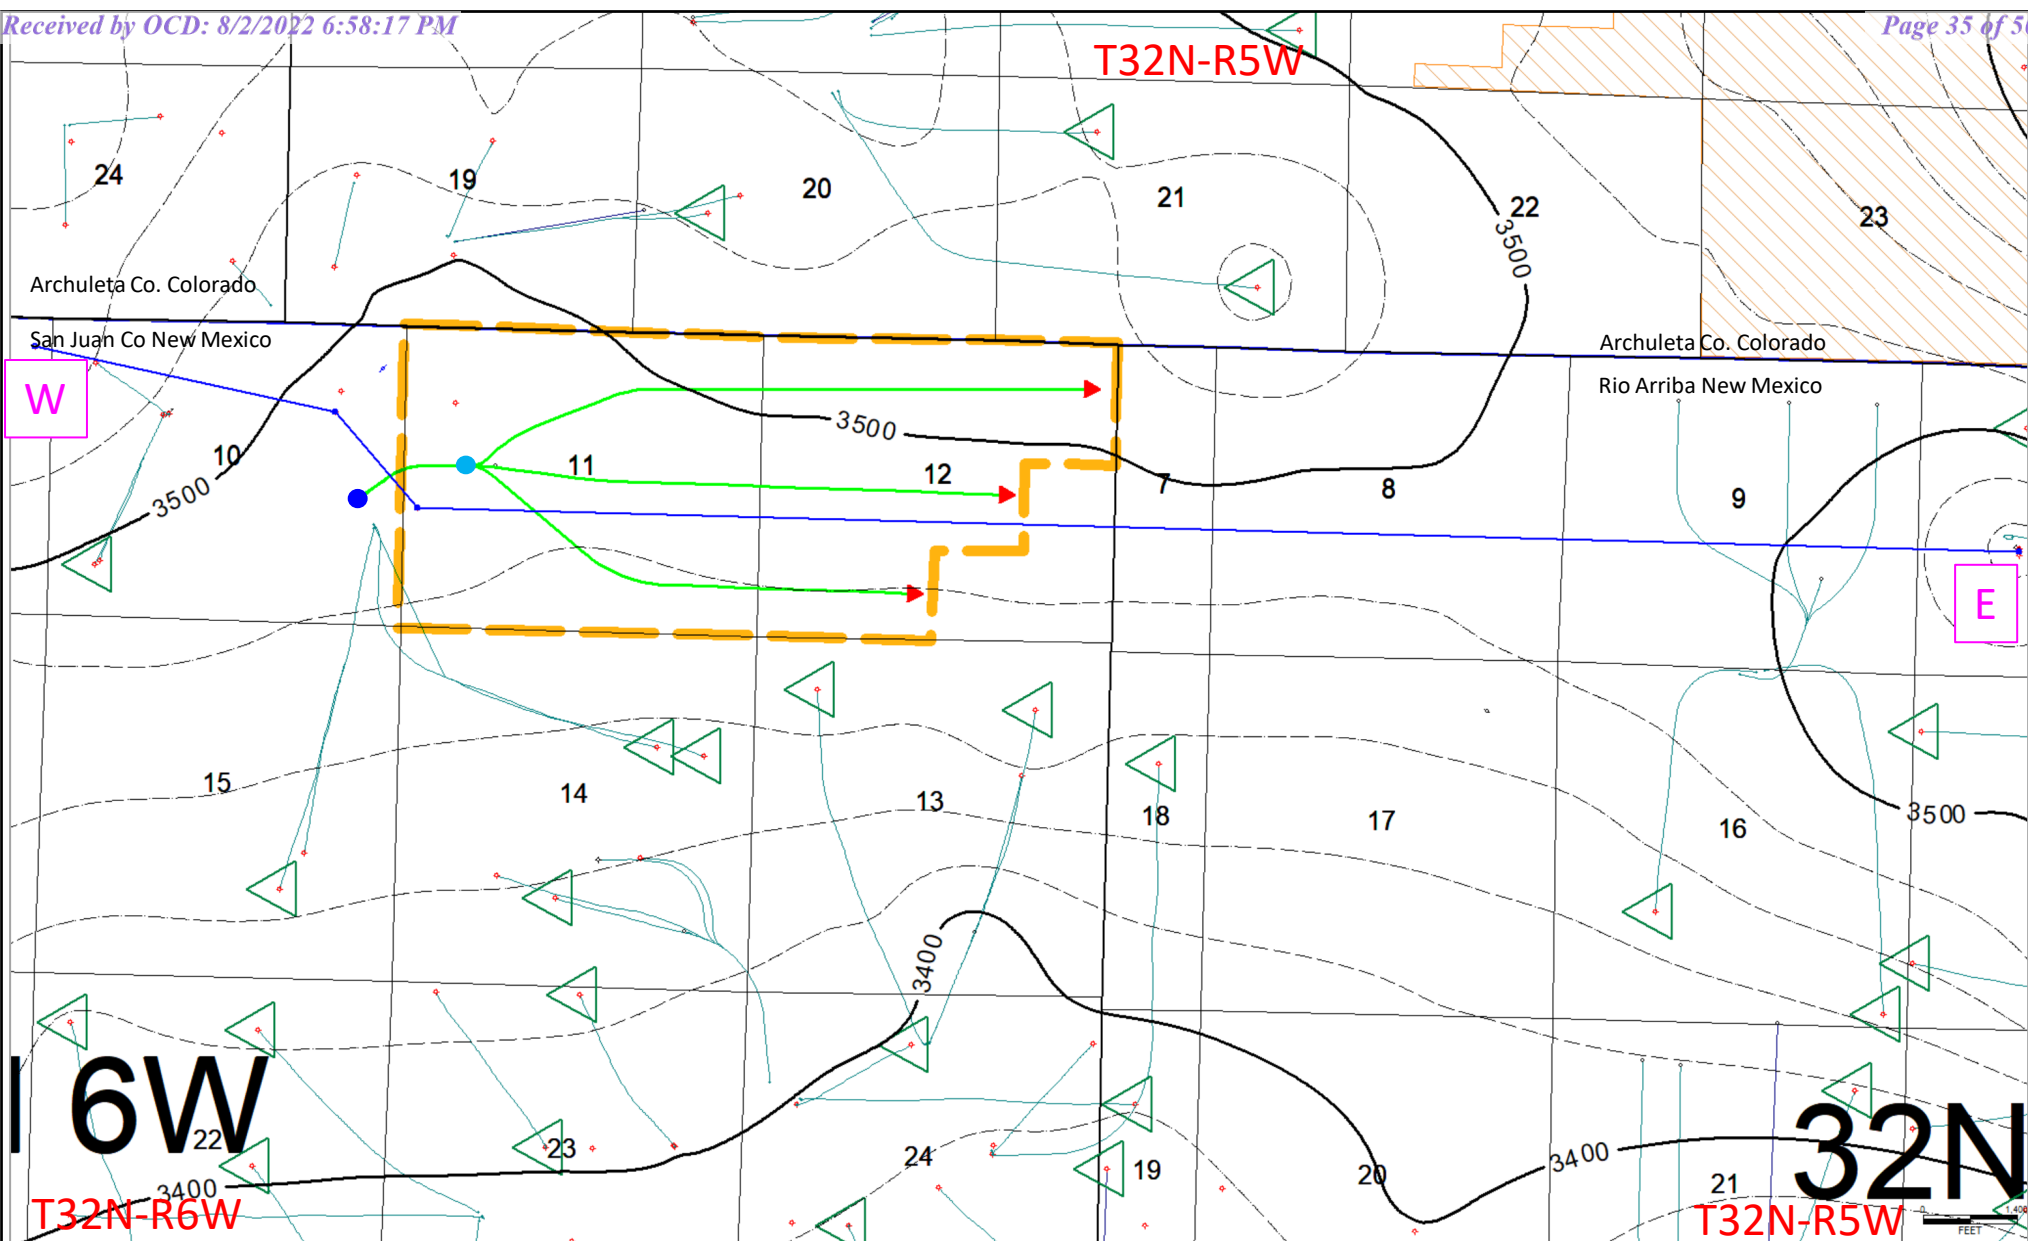 Received by OCD: 8/2/2022 6:58:17 PM
Page 35 of 50
T32N-R5W
24
19
20
21
22
23
3500
Archuleta Co. Colorado
San Juan Co New Mexico
Archuleta Co. Colorado
Rio Arriba New Mexico
W
10
3500
11
3500
12
7
8
9
E
15
14
13
18
17
16
3500
3400
6W
22
23
24
19
20
3400
21
32N
3400
T32N-R6W
T32N-R5W
0
FEET